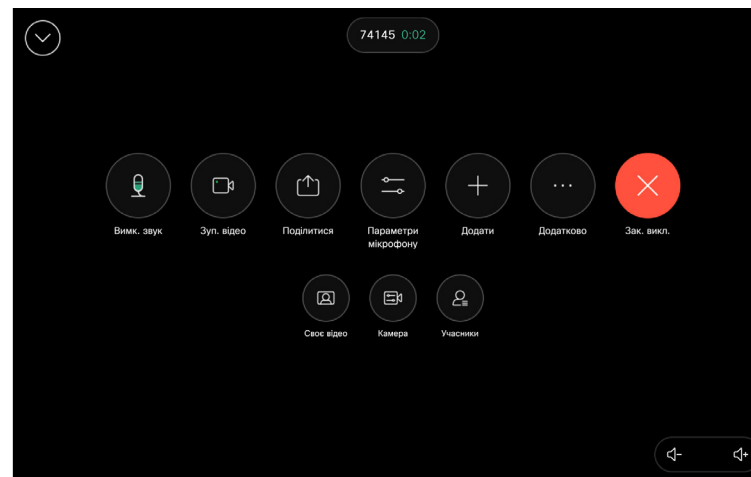 74145 0:02
Вимк. звук
Зуп. відео
Поділитися
Параметри
мікрофону
Додати
Додатково
Зак. викл.
Своє відео
Камера
Учасники